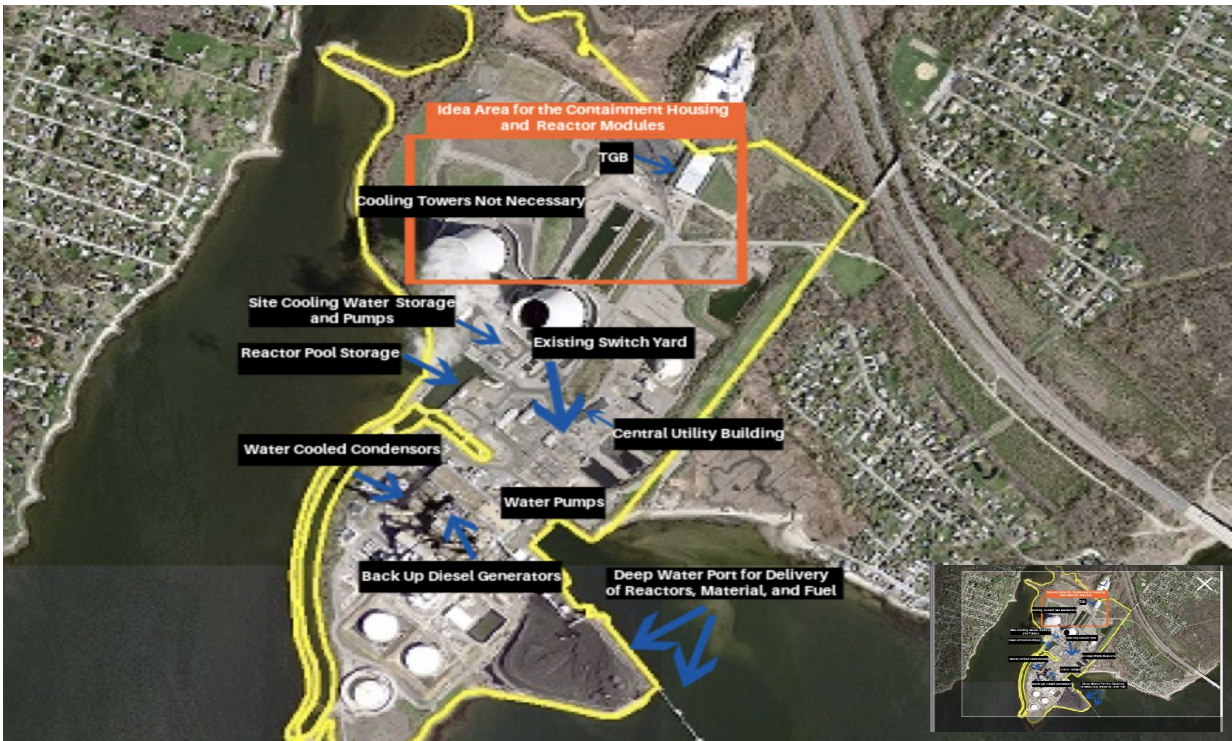 Idea Area for the Containment Housing
and Reactor Modules
TGB
Cooling Towers Not Necessary
Site Cooling Water Storage
and Pumps
Existing Switch Yard
Reactor Pool Storage
Central Utility Building
Water Cooled Condensors
Water Pumps
Back Up Diesel Generators
Deep Water Port for Delivery
of Reactors, Material, and Fuel